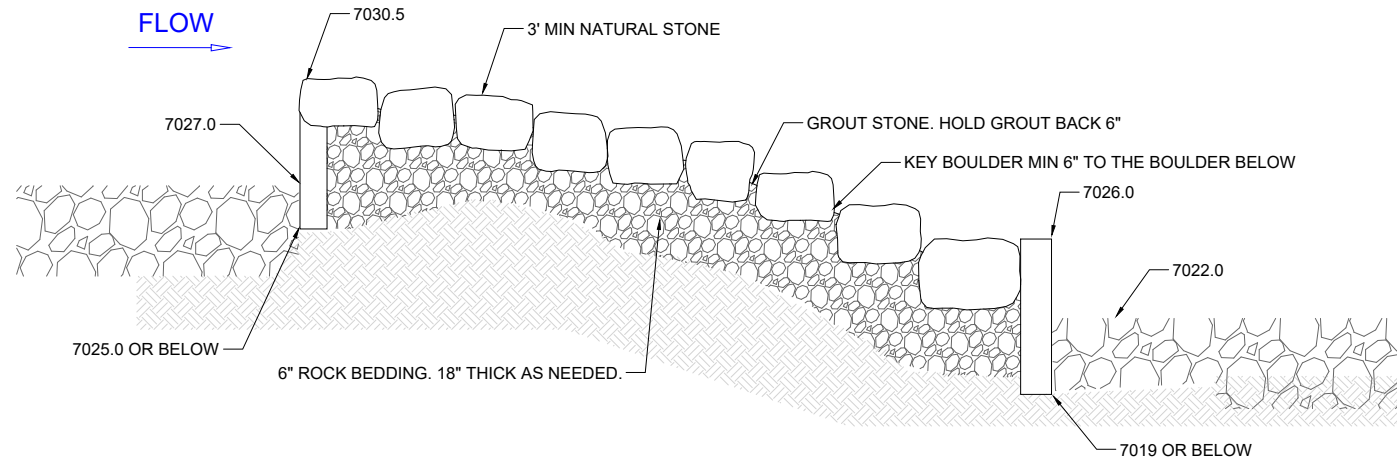 FLOW
7030.5
3' MIN NATURAL STONE
7027.0
GROUT STONE. HOLD GROUT BACK 6"
KEY BOULDER MIN 6" TO THE BOULDER BELOW
7026.0
7022.0
7025.0 OR BELOW
6" ROCK BEDDING. 18" THICK AS NEEDED.
7019 OR BELOW